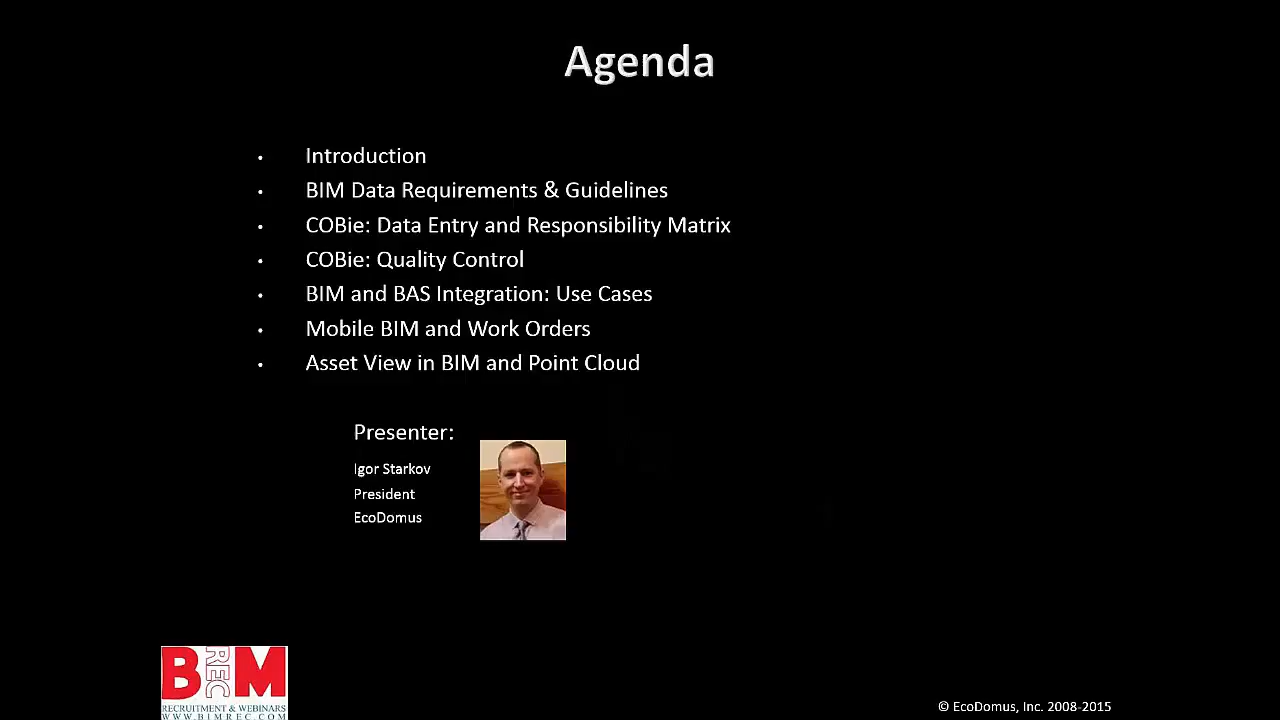 Agenda
• Introduction
• BIM Data Requirements & Guidelines
• COBie: Data Entry and Responsibility Matrix
• COBie: Quality Control
• BIM and BAS Integration: Use Cases
• Mobile BIM and Work Orders
• Asset View in BIM and Point Cloud
Presenter:
Igor Starkov
President
EcoDomus
BIM REC
RECRUITMENT & WEBINARS
WWW.BIMREC.COM
© EcoDomus, Inc. 2008-2015